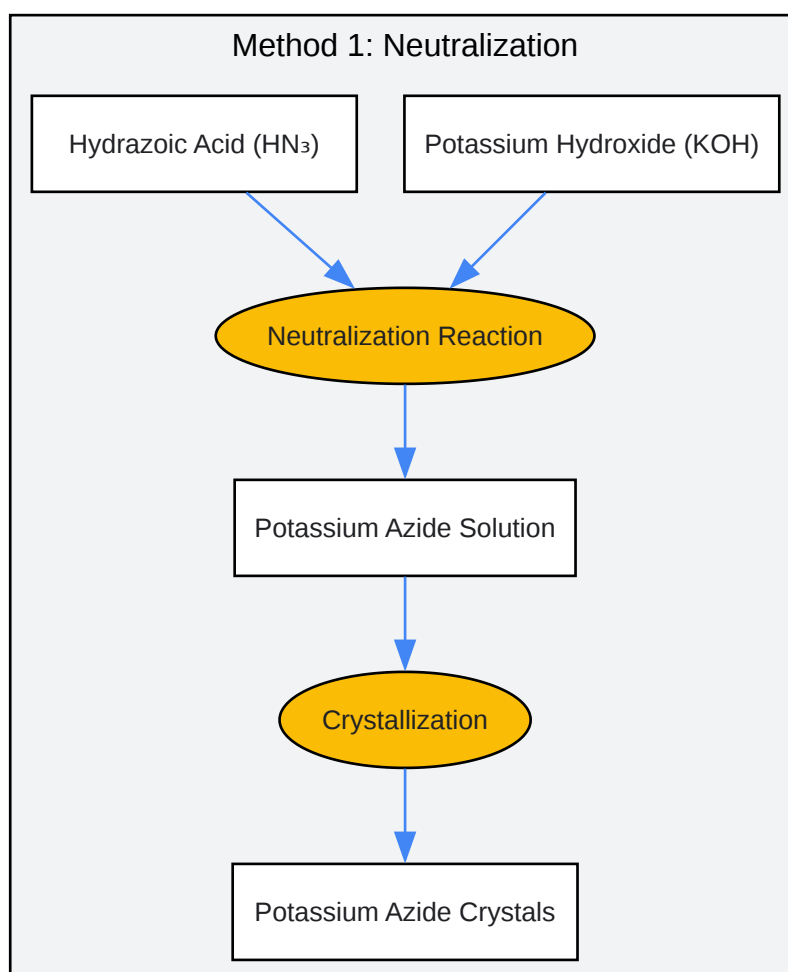 Method 1: Neutralization
Hydrazoic Acid (HN₃)
Potassium Hydroxide (KOH)
Neutralization Reaction
Potassium Azide Solution
Crystallization
Potassium Azide Crystals